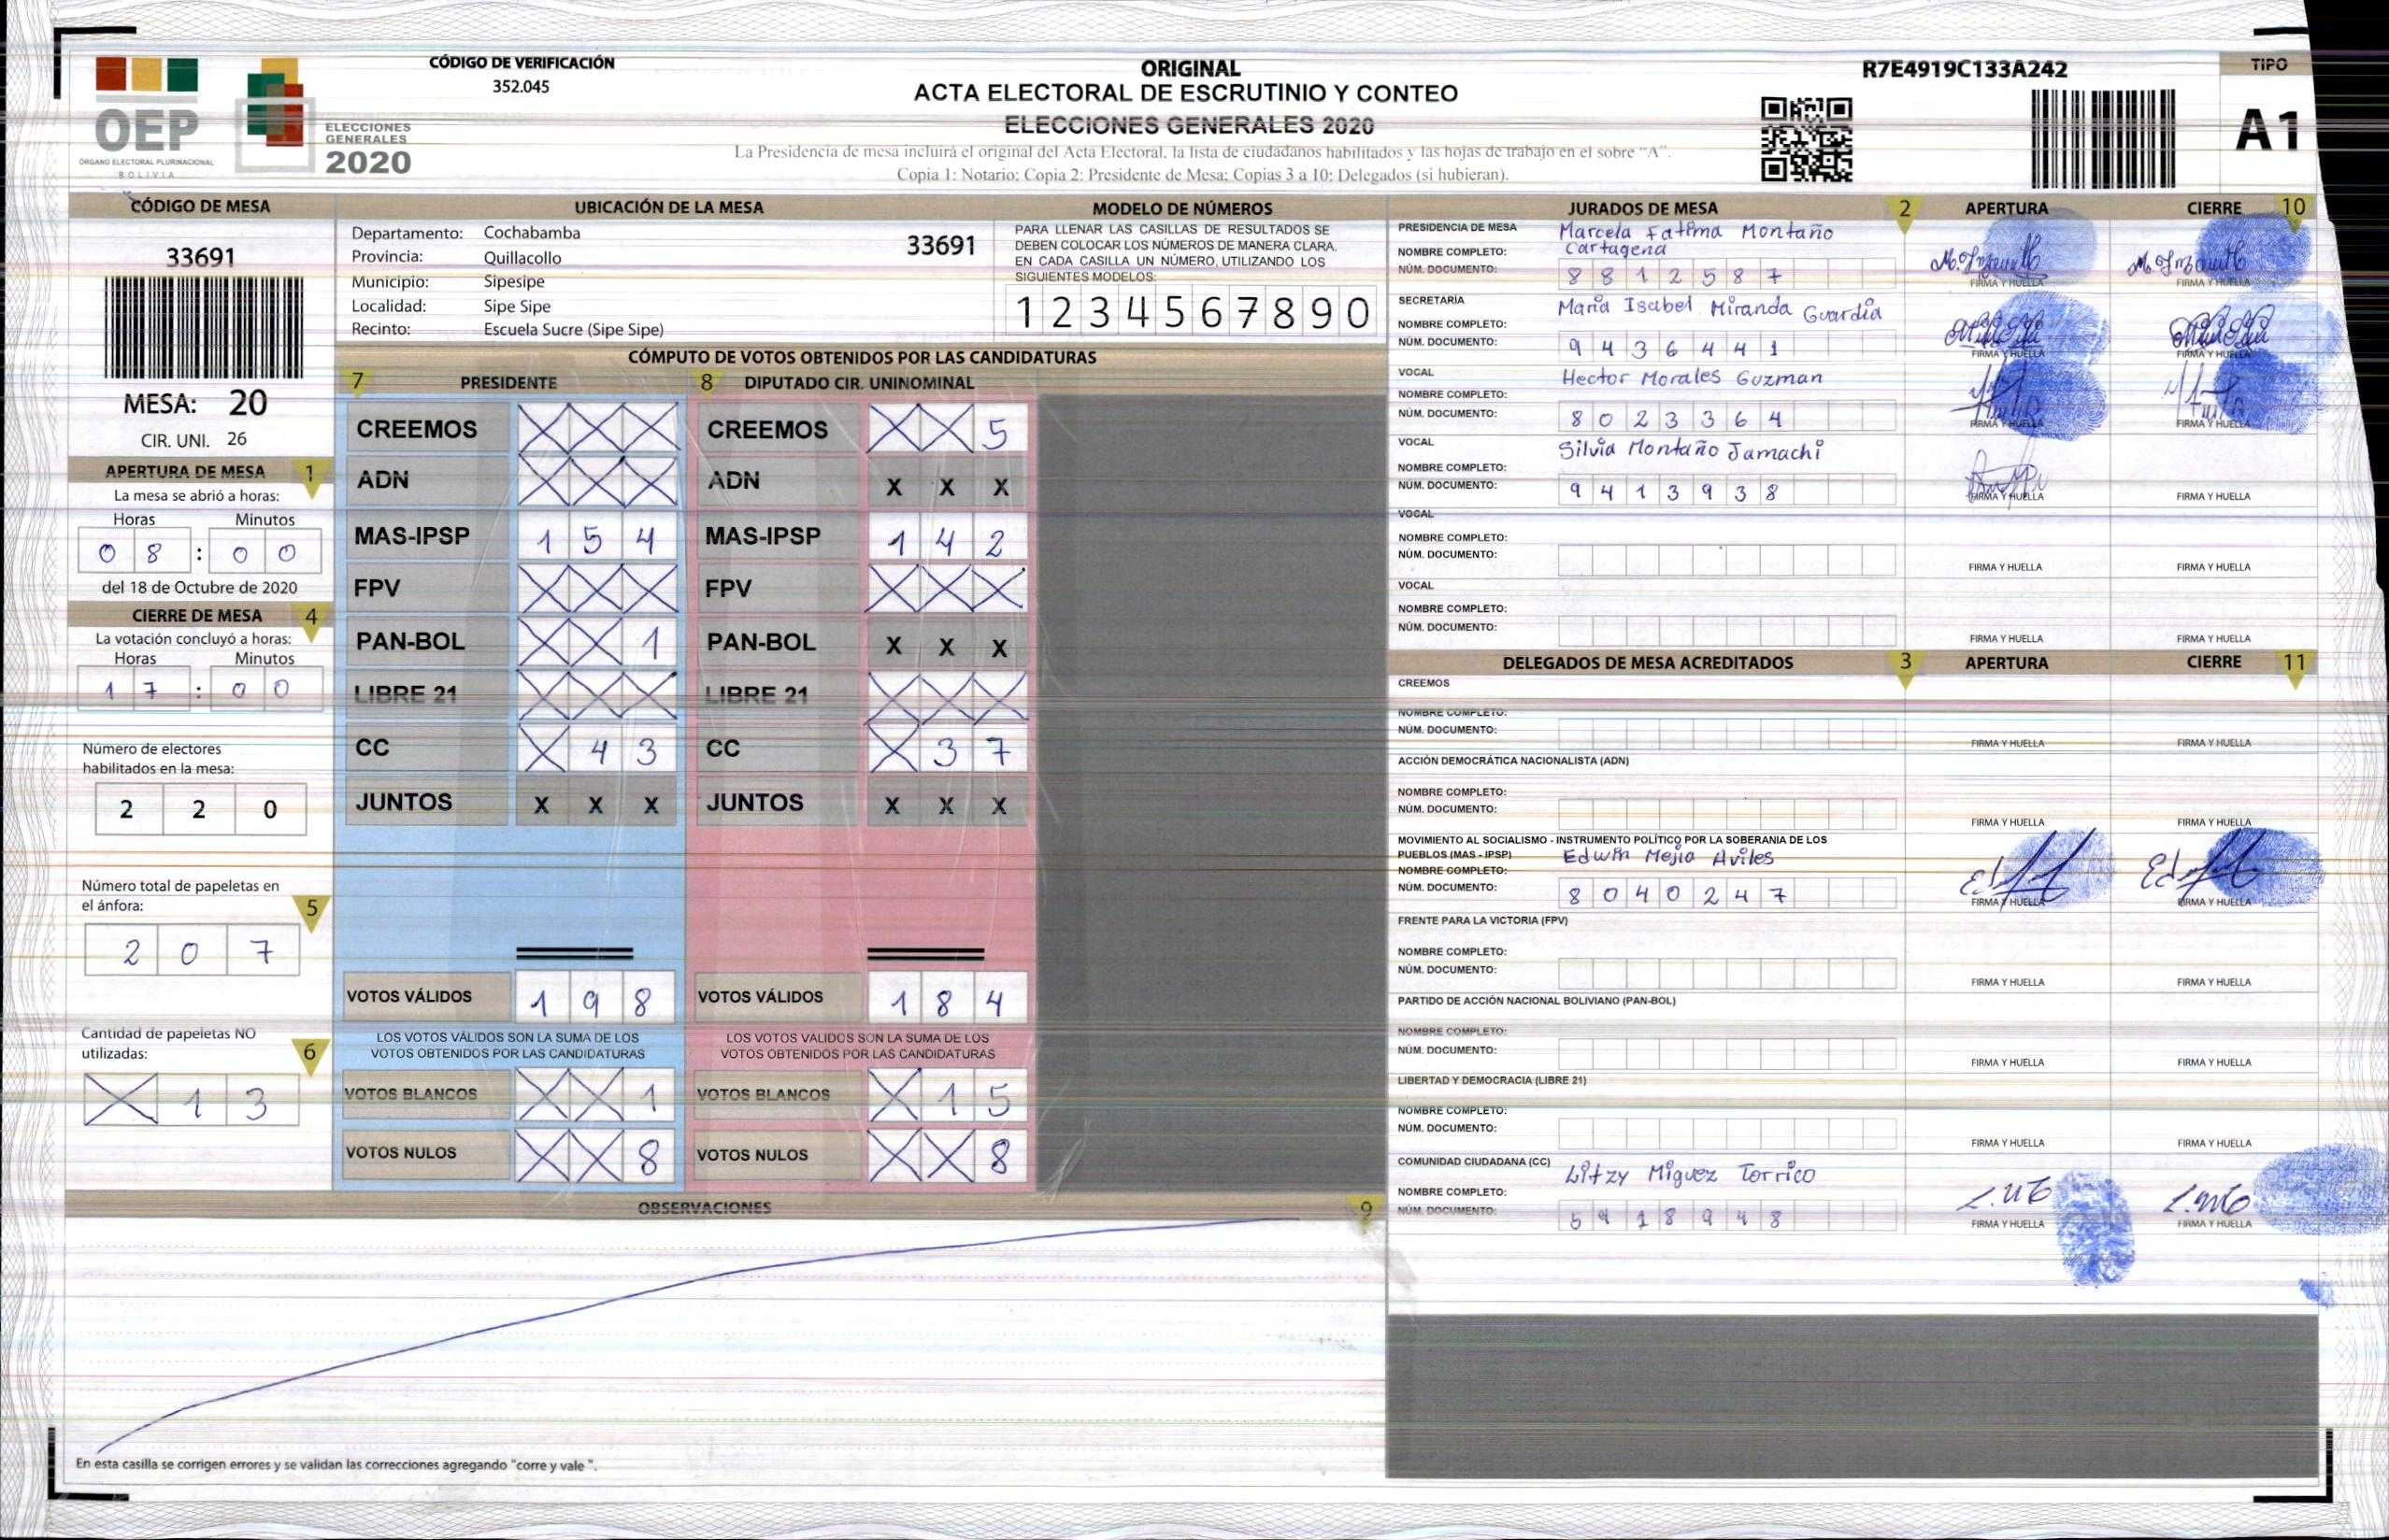 CÓDIGO DE VERIFICACIÓN
352.045
ORIGINAL
ACTA ELECTORAL DE ESCRUTINIO Y CONTEO
ELECCIONES GENERALES 2020
La Presidencia de mesa incluirá el original del Acta Electoral, la lista de ciudadanos habilitados y las hojas de trabajo en el sobre "A".
Copia 1: Notario; Copia 2: Presidente de Mesa; Copias 3 a 10: Delegados (si hubieran).
R7E4919C133A242
TIPO
A1
OEP
ÓRGANO ELECTORAL PLURINACIONAL
BOLIVIA
ELECCIONES
GENERALES
2020
CÓDIGO DE MESA
33691
MESA: 20
CIR. UNI. 26
APERTURA DE MESA 1
La mesa se abrió a horas:
Horas Minutos
0 8 : 0 0
del 18 de Octubre de 2020
CIERRE DE MESA 4
La votación concluyó a horas:
Horas Minutos
1 7 : 0 0
Número de electores
habilitados en la mesa:
2 2 0
Número total de papeletas en
el ánfora: 5
2 0 7
Cantidad de papeletas NO
utilizadas: 6
X 1 3
UBICACIÓN DE LA MESA
Departamento: Cochabamba
33691
Provincia: Quillacollo
Municipio: Sipesipe
Localidad: Sipe Sipe
Recinto: Escuela Sucre (Sipe Sipe)
MODELO DE NÚMEROS
PARA LLENAR LAS CASILLAS DE RESULTADOS SE
DEBEN COLOCAR LOS NÚMEROS DE MANERA CLARA.
EN CADA CASILLA UN NÚMERO, UTILIZANDO LOS
SIGUIENTES MODELOS:
1 2 3 4 5 6 7 8 9 0
CÓMPUTO DE VOTOS OBTENIDOS POR LAS CANDIDATURAS
7 PRESIDENTE 8 DIPUTADO CIR. UNINOMINAL
CREEMOS X X X CREEMOS X X 5
ADN X X X ADN X X X
MAS-IPSP 1 5 4 MAS-IPSP 1 4 2
FPV X X X FPV X X X
PAN-BOL X X 1 PAN-BOL X X X
LIBRE 21 X X X LIBRE 21 X X X
CC X 4 3 CC X 3 7
JUNTOS X X X JUNTOS X X X
VOTOS VÁLIDOS 1 9 8 VOTOS VÁLIDOS 1 8 4
LOS VOTOS VÁLIDOS SON LA SUMA DE LOS
VOTOS OBTENIDOS POR LAS CANDIDATURAS
LOS VOTOS VALIDOS SON LA SUMA DE LOS
VOTOS OBTENIDOS POR LAS CANDIDATURAS
VOTOS BLANCOS X X 1 VOTOS BLANCOS X 1 5
VOTOS NULOS X X 8 VOTOS NULOS X X 8
OBSERVACIONES 9
En esta casilla se corrigen errores y se validan las correcciones agregando "corre y vale ".
JURADOS DE MESA 2 APERTURA CIERRE 10
PRESIDENCIA DE MESA
NOMBRE COMPLETO: Marcela Fatima Montaño
Cartagena
NÚM. DOCUMENTO: 8 8 1 2 5 8 7
FIRMA Y HUELLA FIRMA Y HUELLA
SECRETARÍA
NOMBRE COMPLETO: Maria Isabel Miranda Guardia
NÚM. DOCUMENTO: 9 4 3 6 4 4 1
FIRMA Y HUELLA FIRMA Y HUELLA
VOCAL
NOMBRE COMPLETO: Hector Morales Guzman
NÚM. DOCUMENTO: 8 0 2 3 3 6 4
FIRMA Y HUELLA FIRMA Y HUELLA
VOCAL
NOMBRE COMPLETO: Silvia Montaño Jamachi
NÚM. DOCUMENTO: 9 4 1 3 9 3 8
FIRMA Y HUELLA FIRMA Y HUELLA
VOCAL
NOMBRE COMPLETO:
NÚM. DOCUMENTO:
FIRMA Y HUELLA FIRMA Y HUELLA
VOCAL
NOMBRE COMPLETO:
NÚM. DOCUMENTO:
FIRMA Y HUELLA FIRMA Y HUELLA
DELEGADOS DE MESA ACREDITADOS 3 APERTURA CIERRE 11
CREEMOS
NOMBRE COMPLETO:
NÚM. DOCUMENTO:
FIRMA Y HUELLA FIRMA Y HUELLA
ACCIÓN DEMOCRÁTICA NACIONALISTA (ADN)
NOMBRE COMPLETO:
NÚM. DOCUMENTO:
FIRMA Y HUELLA FIRMA Y HUELLA
MOVIMIENTO AL SOCIALISMO - INSTRUMENTO POLÍTICO POR LA SOBERANIA DE LOS
PUEBLOS (MAS - IPSP)
NOMBRE COMPLETO: Edwin Mejia Aviles
NÚM. DOCUMENTO: 8 0 4 0 2 4 7
FIRMA Y HUELLA FIRMA Y HUELLA
FRENTE PARA LA VICTORIA (FPV)
NOMBRE COMPLETO:
NÚM. DOCUMENTO:
FIRMA Y HUELLA FIRMA Y HUELLA
PARTIDO DE ACCIÓN NACIONAL BOLIVIANO (PAN-BOL)
NOMBRE COMPLETO:
NÚM. DOCUMENTO:
FIRMA Y HUELLA FIRMA Y HUELLA
LIBERTAD Y DEMOCRACIA (LIBRE 21)
NOMBRE COMPLETO:
NÚM. DOCUMENTO:
FIRMA Y HUELLA FIRMA Y HUELLA
COMUNIDAD CIUDADANA (CC)
NOMBRE COMPLETO: Litzy Miguez Torrico
NÚM. DOCUMENTO: 5 9 1 8 9 4 8
FIRMA Y HUELLA FIRMA Y HUELLA